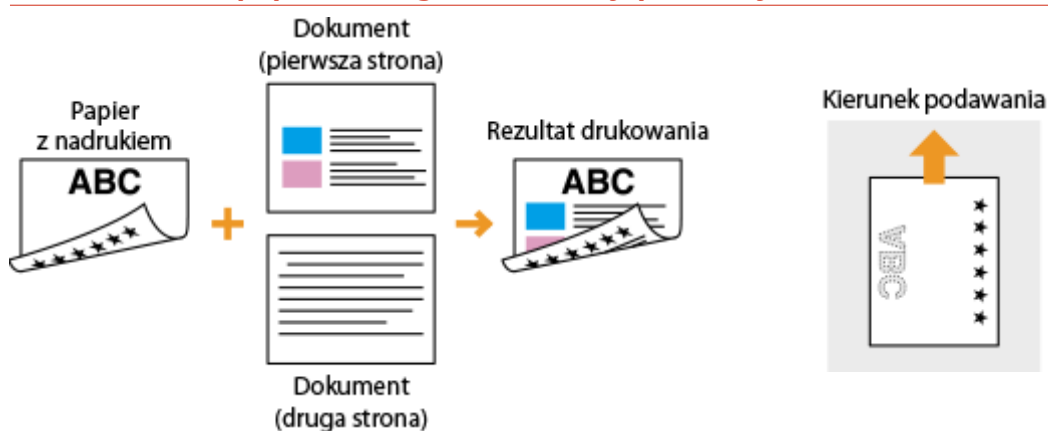 Dokument
(pierwsza strona)
Papier
z nadrukiem
ABC
Rezultat drukowania
ABC
Kierunek podawania
ABC
Dokument
(druga strona)